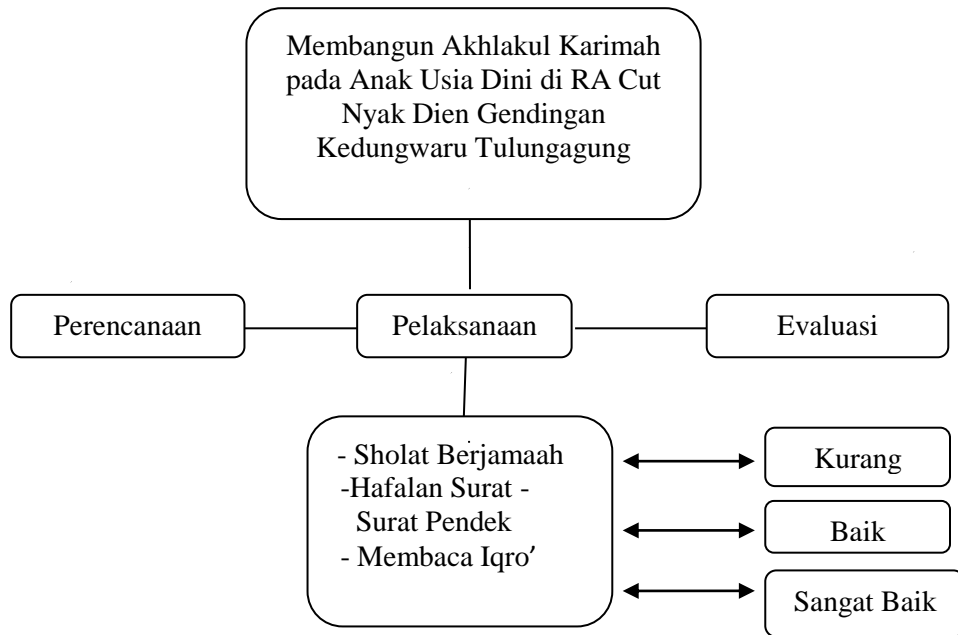 Membangun Akhlakul Karimah
pada Anak Usia Dini di RA Cut
Nyak Dien Gendingan
Kedungwaru Tulungagung
Perencanaan
Pelaksanaan
Evaluasi
- Sholat Berjamaah
-Hafalan Surat -
Surat Pendek
- Membaca Iqro’
Kurang
Baik
Sangat Baik